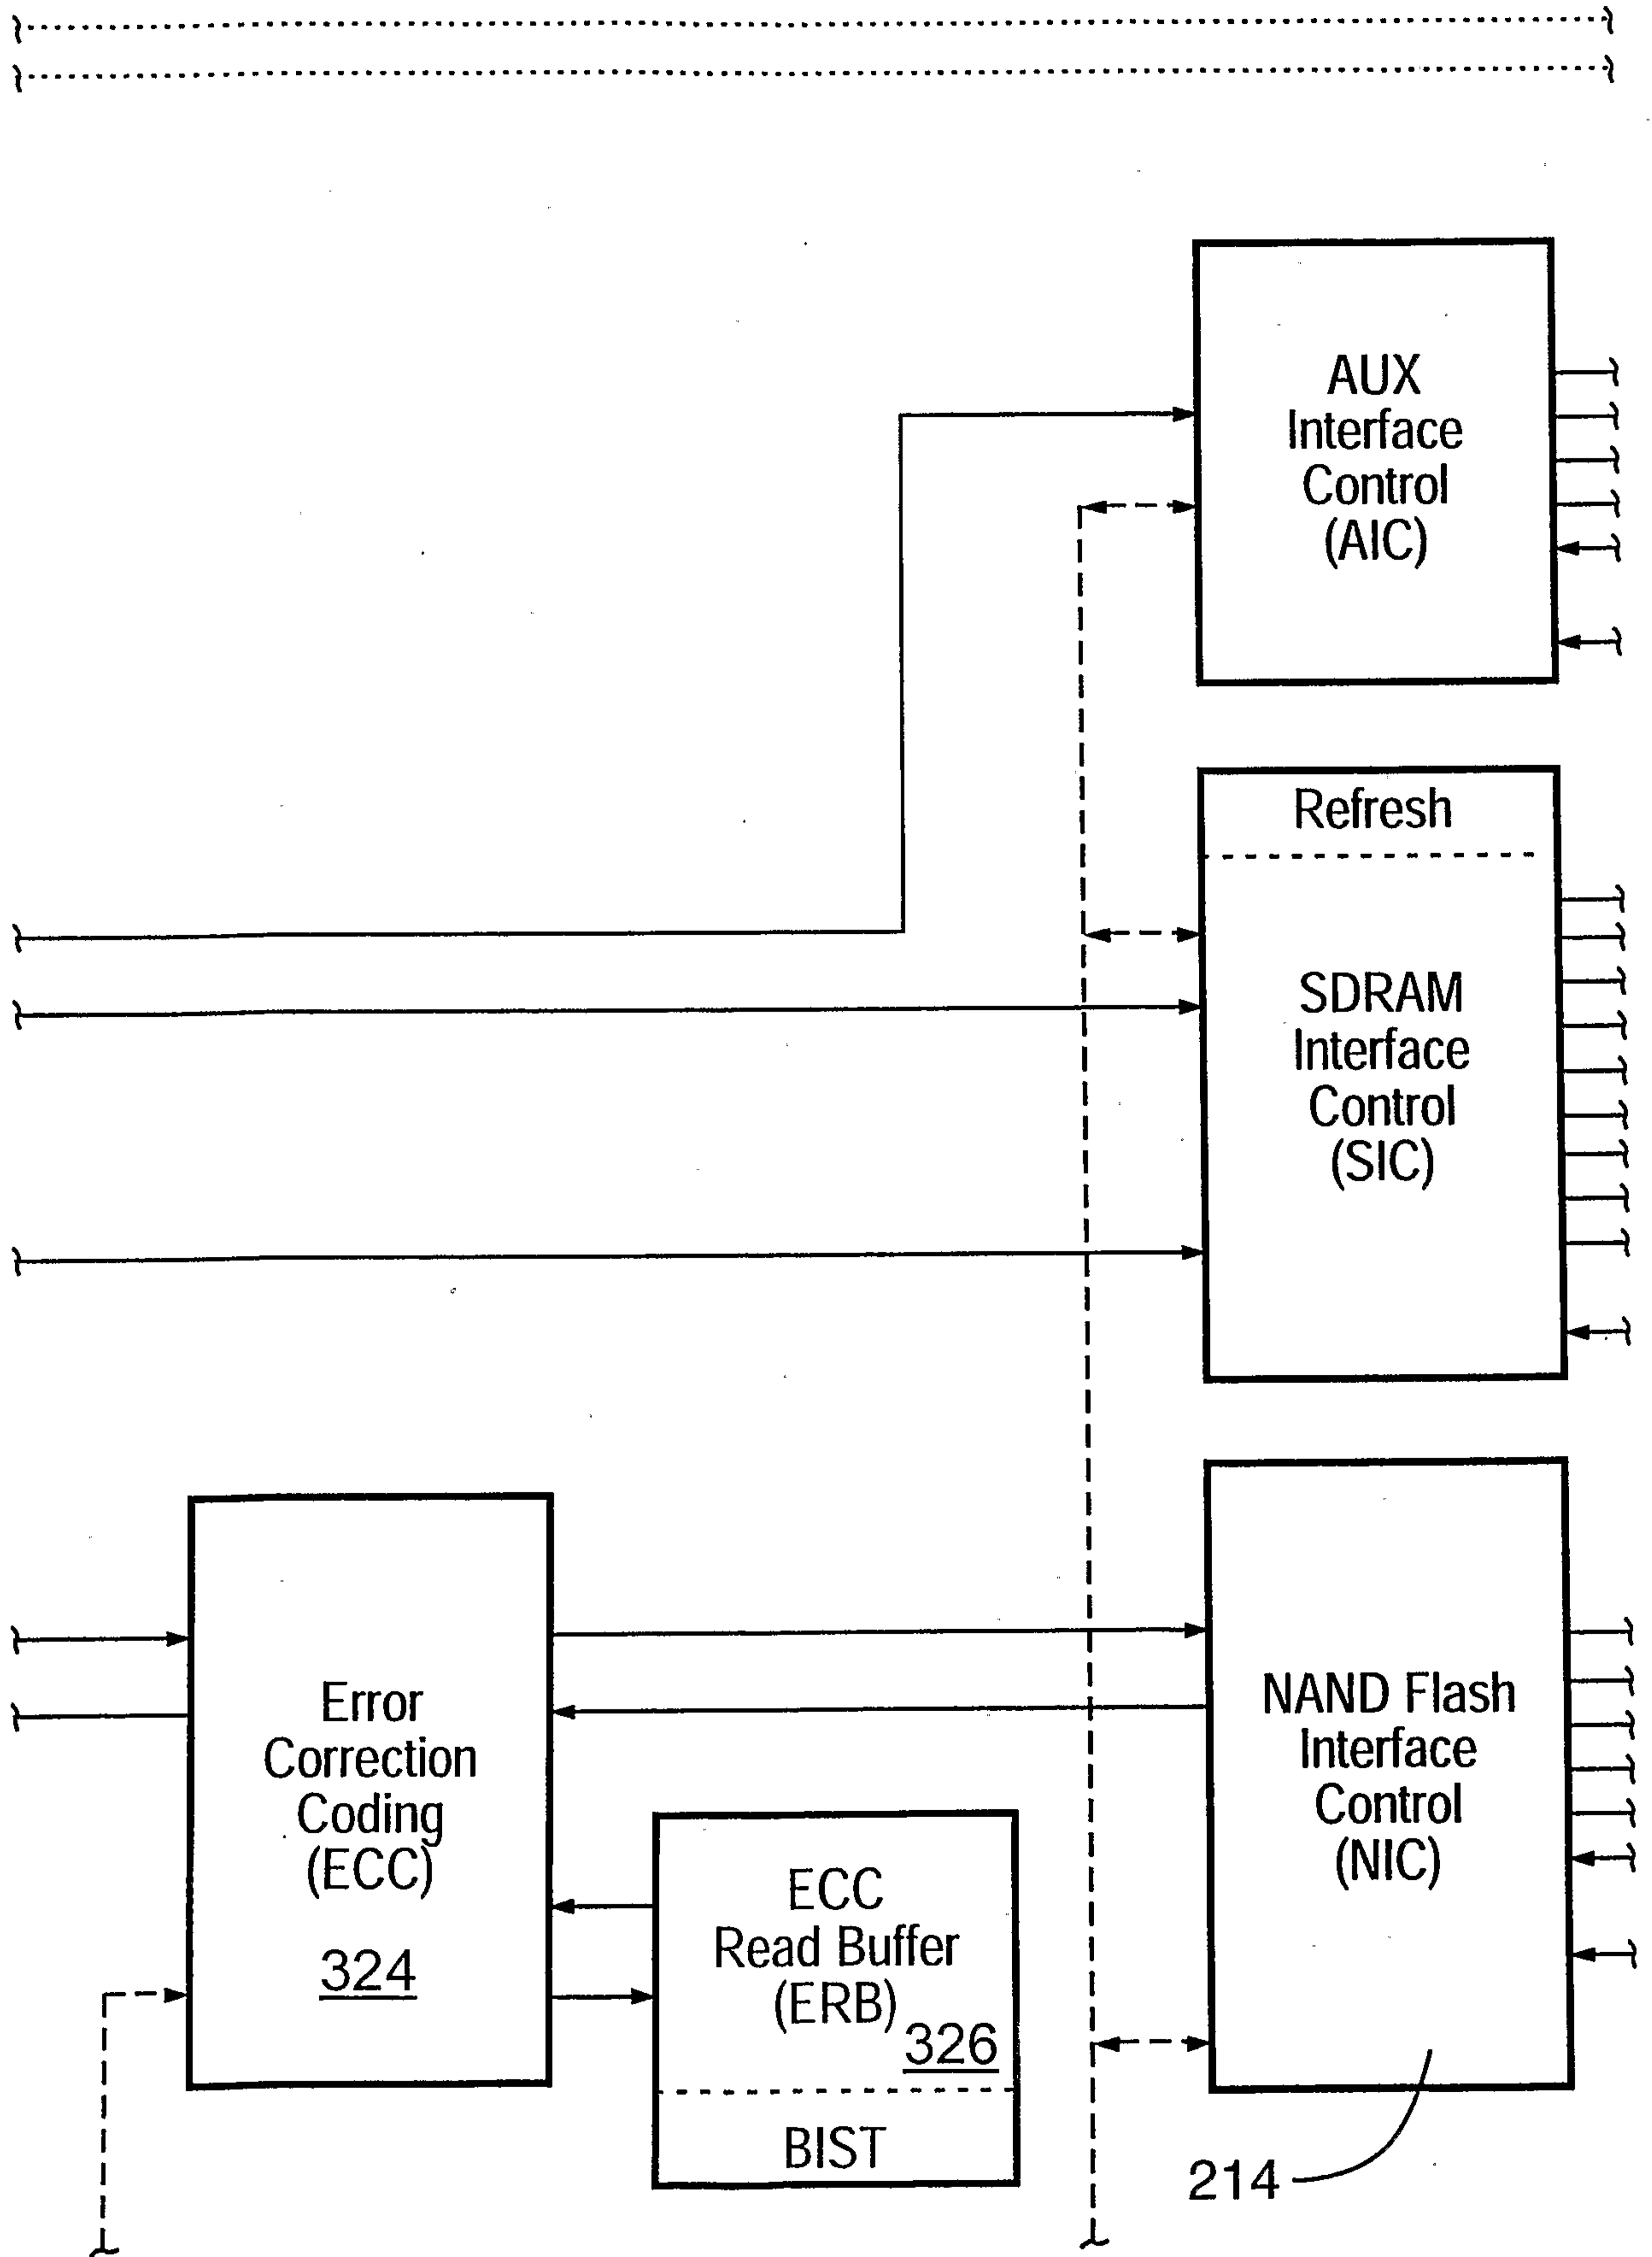 AUX
Interface
Control
(AIC)
Refresh
SDRAM
Interface
Control
(SIC)
Error
Correction
Coding
(ECC)
324
ECC
Read Buffer
(ERB)
326
BIST
NAND Flash
Interface
Control
(NIC)
214